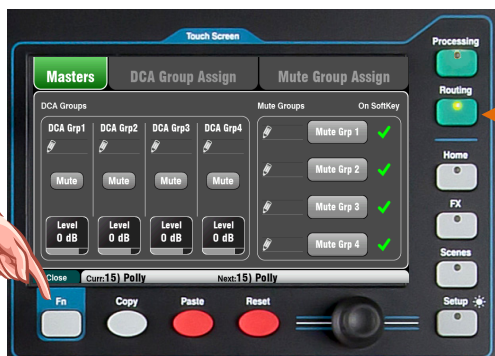 Touch Screen
Processing
Masters DCA Group Assign Mute Group Assign
Routing
DCA Groups Mute Groups On SoftKey
DCA Grp1 DCA Grp2 DCA Grp3 DCA Grp4
Mute Grp 1
Home
Mute Mute Mute Mute
Mute Grp 2
FX
Mute Grp 3
Level Level Level Level
0 dB 0 dB 0 dB 0 dB
Mute Grp 4
Scenes
Close Curr:15) Polly Next:15) Polly
Fn Copy Paste Reset Setup